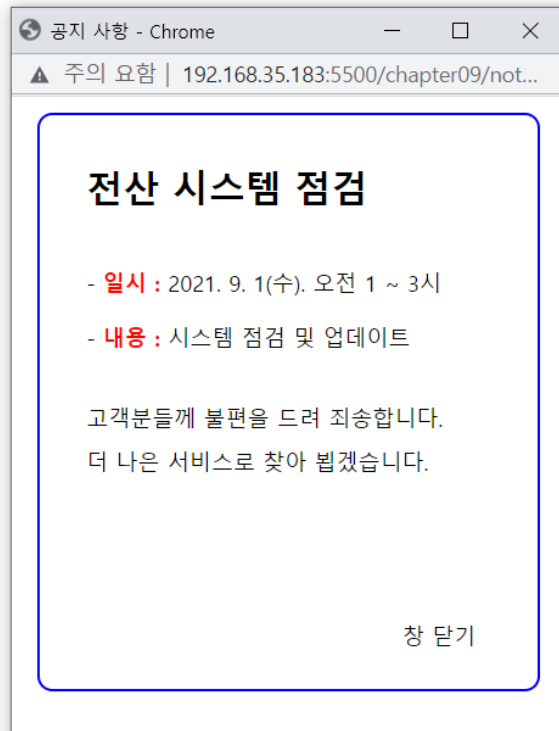 공지 사항 - Chrome
주의 요함 | 192.168.35.183:5500/chapter09/not...
전산 시스템 점검
- 일시 : 2021. 9. 1(수). 오전 1 ~ 3시
- 내용 : 시스템 점검 및 업데이트
고객분들께 불편을 드려 죄송합니다.
더 나은 서비스로 찾아 뵙겠습니다.
창 닫기